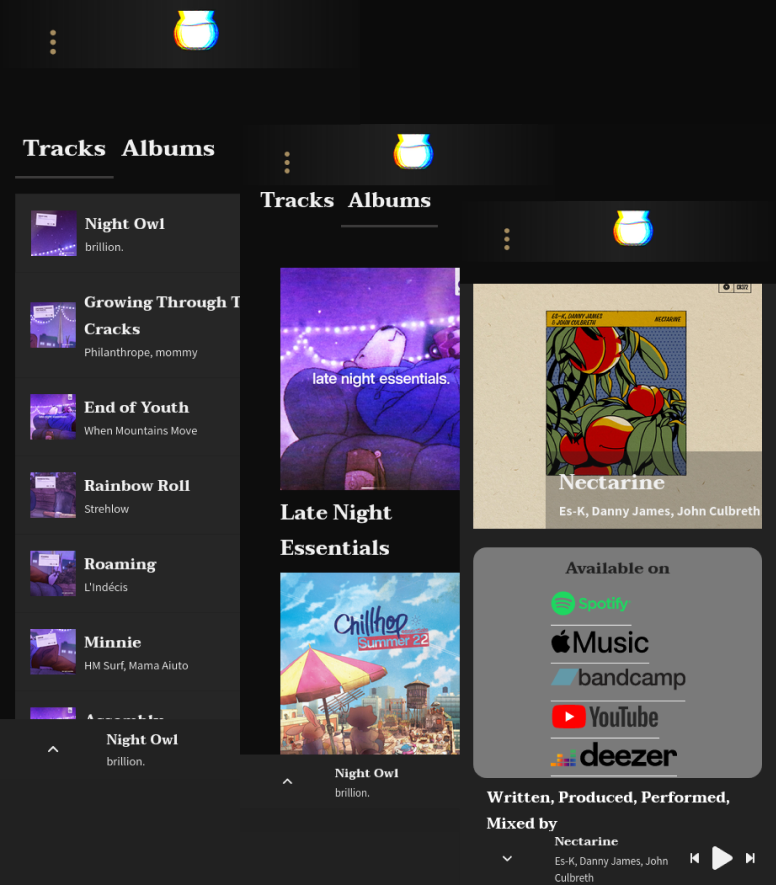 Tracks Albums
Night Owl
brillion.
Growing Through T
Cracks
Philanthrope, mommy
End of Youth
When Mountains Move
Rainbow Roll
Strehlow
Roaming
L'Indécis
Minnie
HM Surf, Mama Aiuto
Assembly
Night Owl
brillion.
Tracks Albums
late night essentials.
Late Night
Essentials
Chillhop
Summer 22
Night Owl
brillion.
ES-K, DANNY JAMES
& JOHN CULBRETH
NECTARINE
Nectarine
Es-K, Danny James, John Culbreth
Available on
Spotify
Music
bandcamp
YouTube
deezer
Written, Produced, Performed,
Mixed by
Nectarine
Es-K, Danny James, John
Culbreth